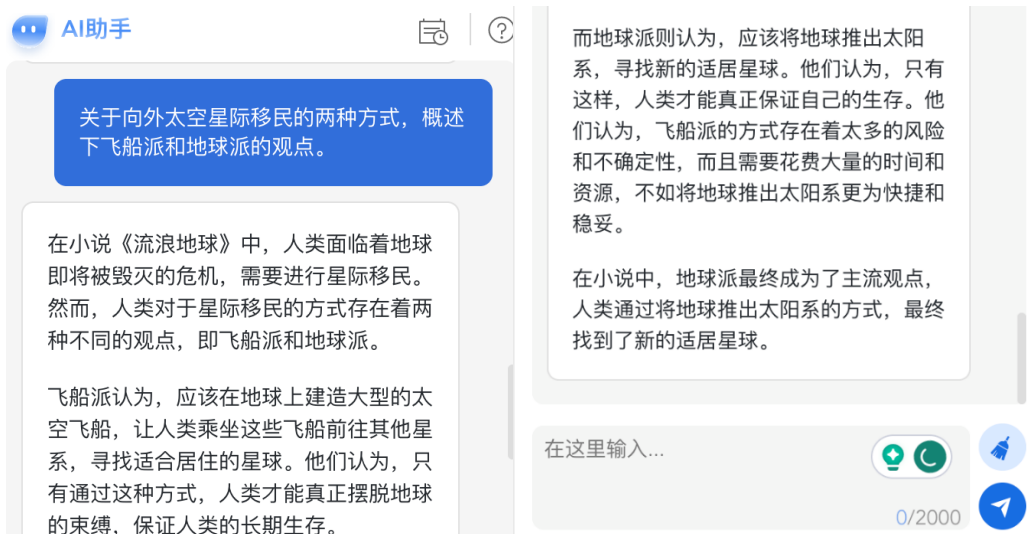 AI助手
关于向外太空星际移民的两种方式，概述
下飞船派和地球派的观点。
在小说《流浪地球》中，人类面临着地球
即将被毁灭的危机，需要进行星际移民。
然而，人类对于星际移民的方式存在着两
种不同的观点，即飞船派和地球派。
飞船派认为，应该在地球上建造大型的太
空飞船，让人类乘坐这些飞船前往其他星
系，寻找适合居住的星球。他们认为，只
有通过这种方式，人类才能真正摆脱地球
的束缚，保证人类的长期生存。
而地球派则认为，应该将地球推出太阳
系，寻找新的适居星球。他们认为，只有
这样，人类才能真正保证自己的生存。他
们认为，飞船派的方式存在着太多的风险
和不确定性，而且需要花费大量的时间和
资源，不如将地球推出太阳系更为快捷和
稳妥。
在小说中，地球派最终成为了主流观点，
人类通过将地球推出太阳系的方式，最终
找到了新的适居星球。
在这里输入...
0/2000